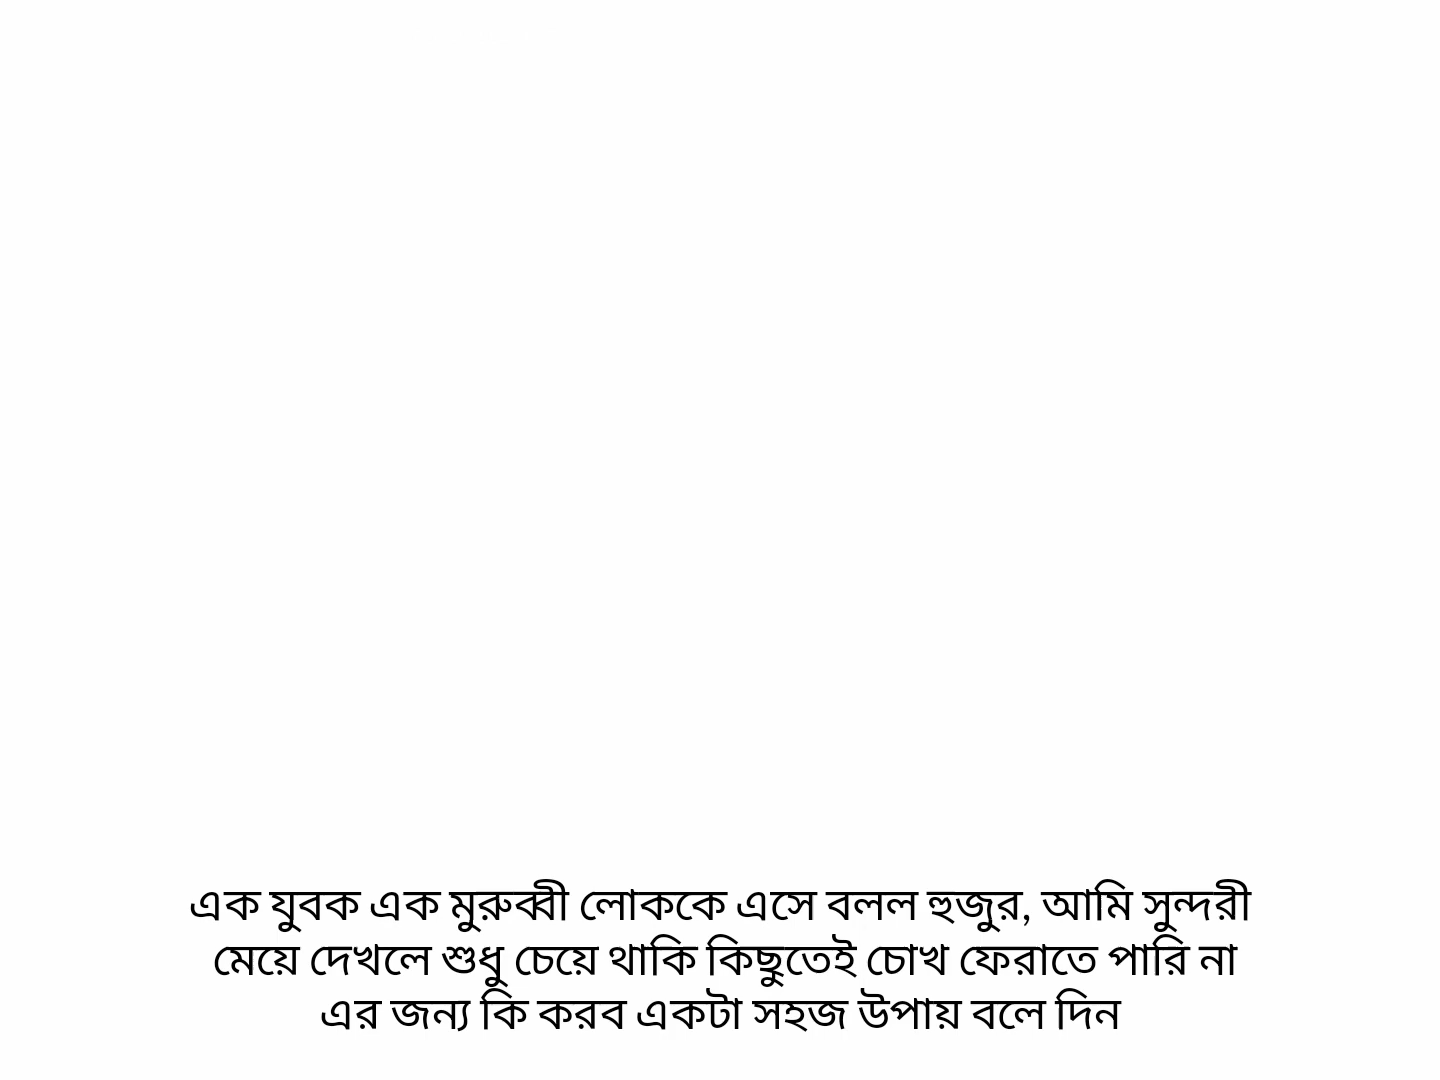 এক যুবক এক মুরুব্বী লোককে এসে বলল হুজুর, আমি সুন্দরী
মেয়ে দেখলে শুধু চেয়ে থাকি কিছুতেই চোখ ফেরাতে পারি না
এর জন্য কি করব একটা সহজ উপায় বলে দিন